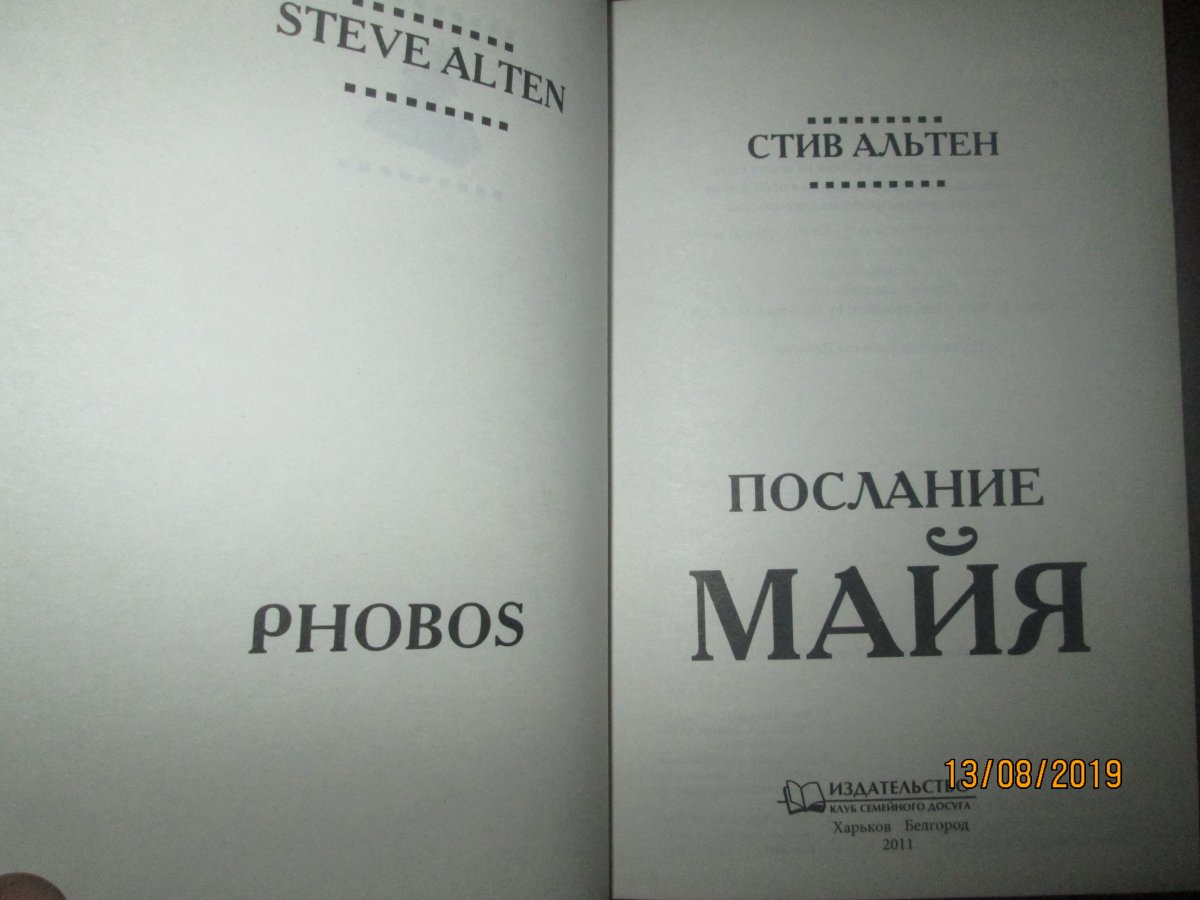 STEVE ALTEN
PHOBOS
СТИВ АЛЬТЕН
ПОСЛАНИЕ
МАЙЯ
ИЗДАТЕЛЬСТВО
КЛУБ СЕМЕЙНОГО ДОСУГА
Харьков Белгород
2011
13/08/2019